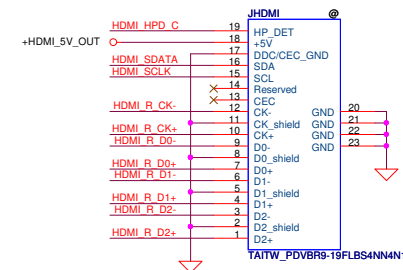 JHDMI @
HDMI_HPD_C 19 HP_DET
+HDMI_5V_OUT 18 +5V
17 DDC/CEC_GND
HDMI_SDATA 16 SDA
HDMI_SCLK 15 SCL
14 Reserved
13 CEC
HDMI_R_CK- 12 CK- GND 20
11 CK_shield GND 21
HDMI_R_CK+ 10 CK+ GND 22
HDMI_R_D0- 9 D0- GND 23
8 D0_shield
HDMI_R_D0+ 7 D0+
HDMI_R_D1- 6 D1-
5 D1_shield
HDMI_R_D1+ 4 D1+
HDMI_R_D2- 3 D2-
2 D2_shield
HDMI_R_D2+ 1 D2+
TAITW_PDVBR9-19FLBS4NN4N1